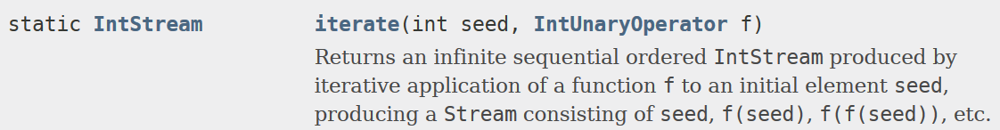 static IntStream iterate(int seed, IntUnaryOperator f)
Returns an infinite sequential ordered IntStream produced by
iterative application of a function f to an initial element seed,
producing a Stream consisting of seed, f(seed), f(f(seed)), etc.